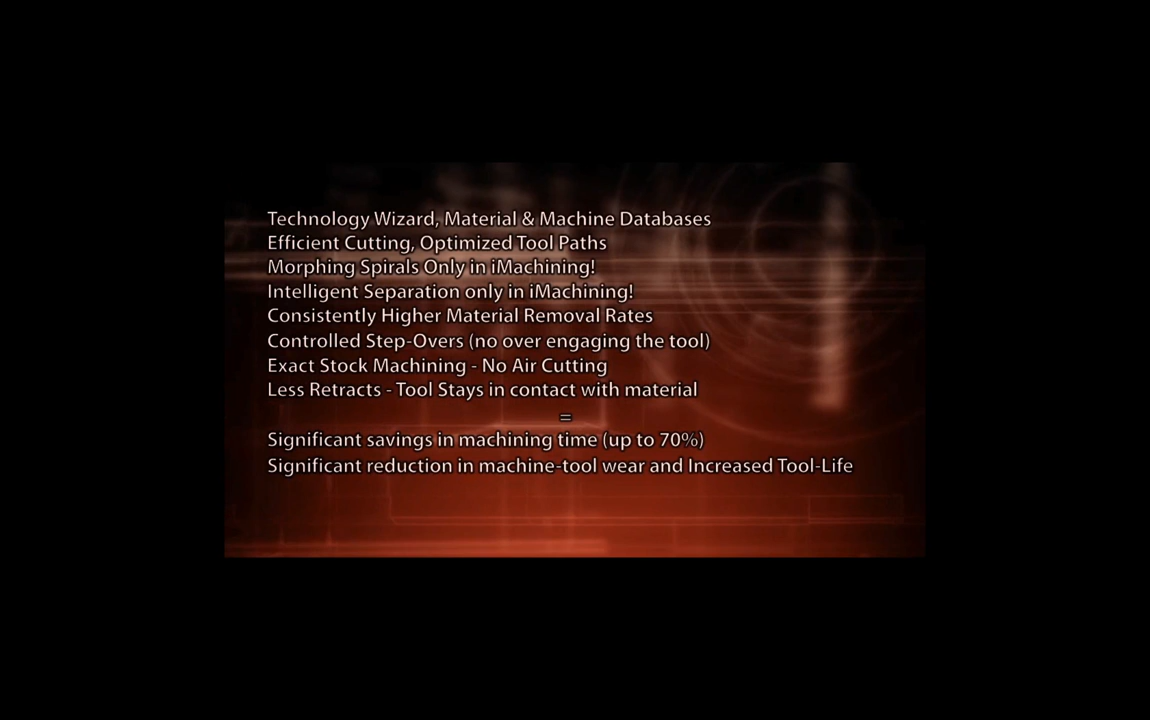 Technology Wizard, Material & Machine Databases
Efficient Cutting, Optimized Tool Paths
Morphing Spirals Only in iMachining!
Intelligent Separation only in iMachining!
Consistently Higher Material Removal Rates
Controlled Step-Overs (no over engaging the tool)
Exact Stock Machining - No Air Cutting
Less Retracts - Tool Stays in contact with material
=
Significant savings in machining time (up to 70%)
Significant reduction in machine-tool wear and Increased Tool-Life